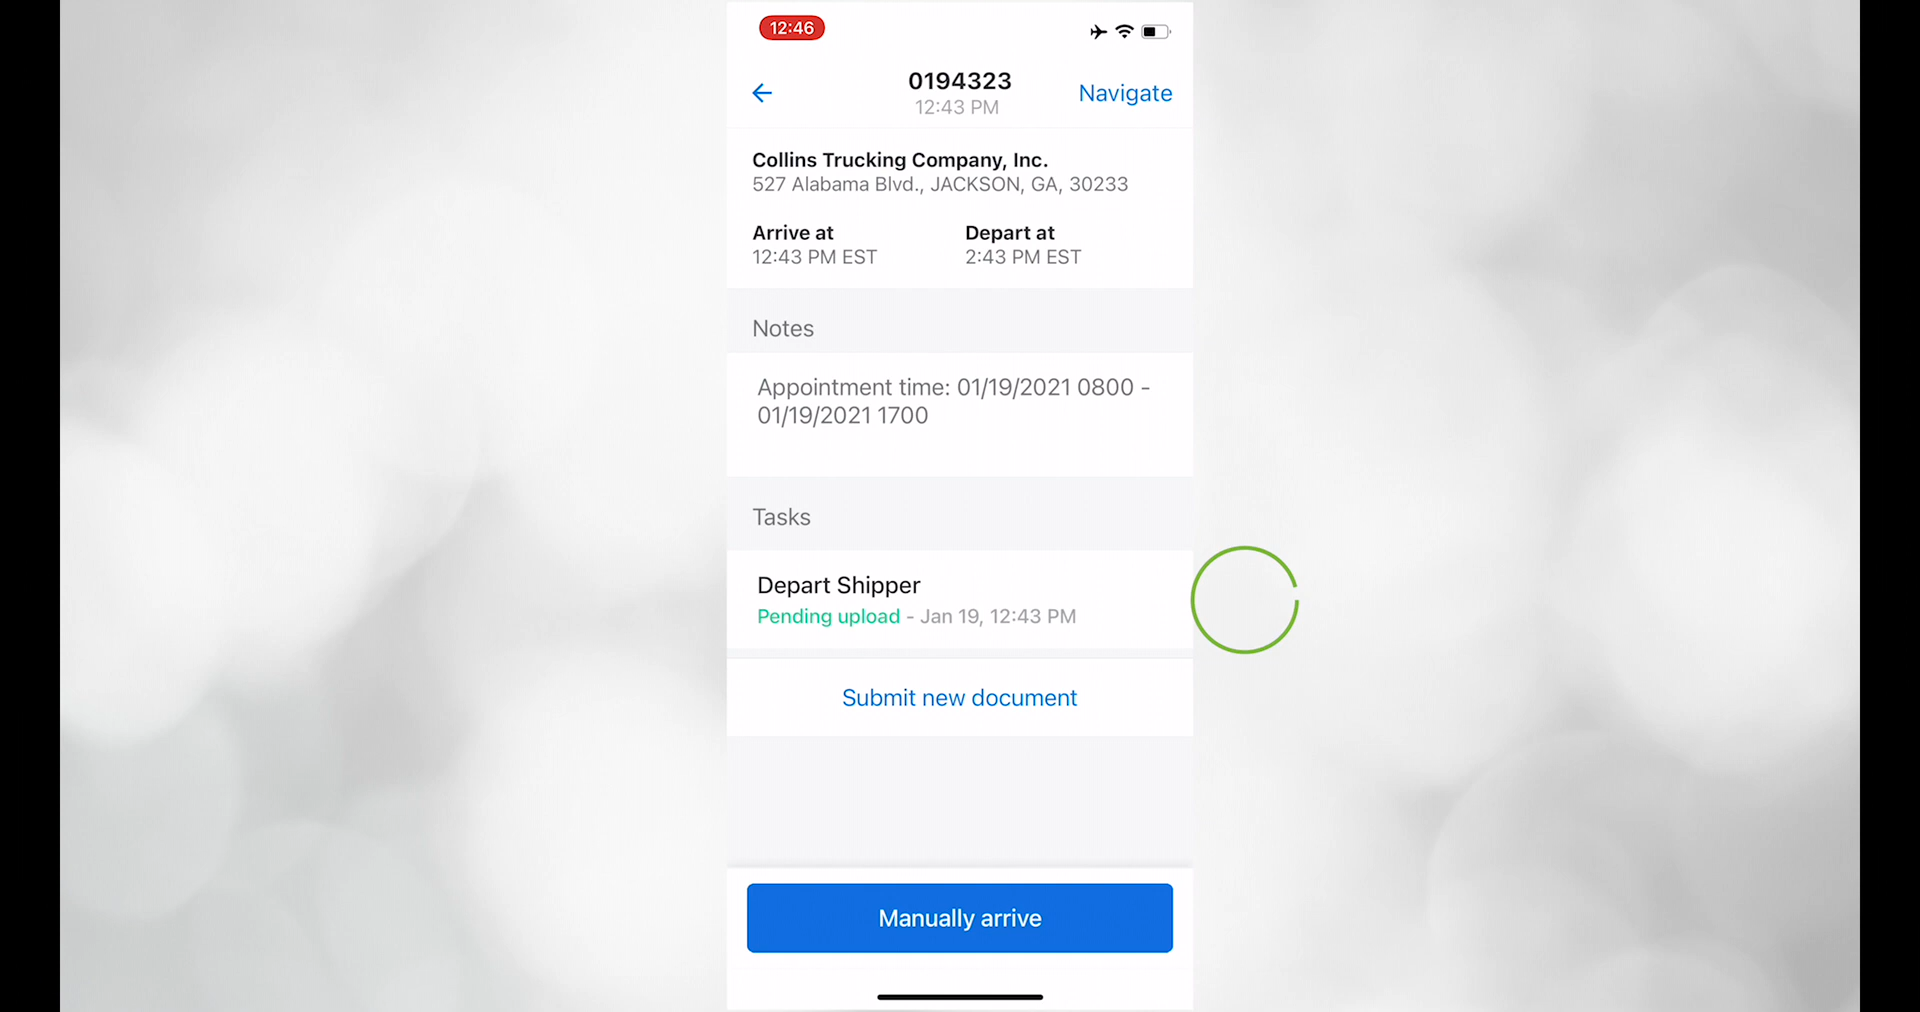 12:46
0194323
12:43 PM
Navigate
Collins Trucking Company, Inc.
527 Alabama Blvd., JACKSON, GA, 30233
Arrive at
12:43 PM EST
Depart at
2:43 PM EST
Notes
Appointment time: 01/19/2021 0800 -
01/19/2021 1700
Tasks
Depart Shipper
Pending upload - Jan 19, 12:43 PM
Submit new document
Manually arrive